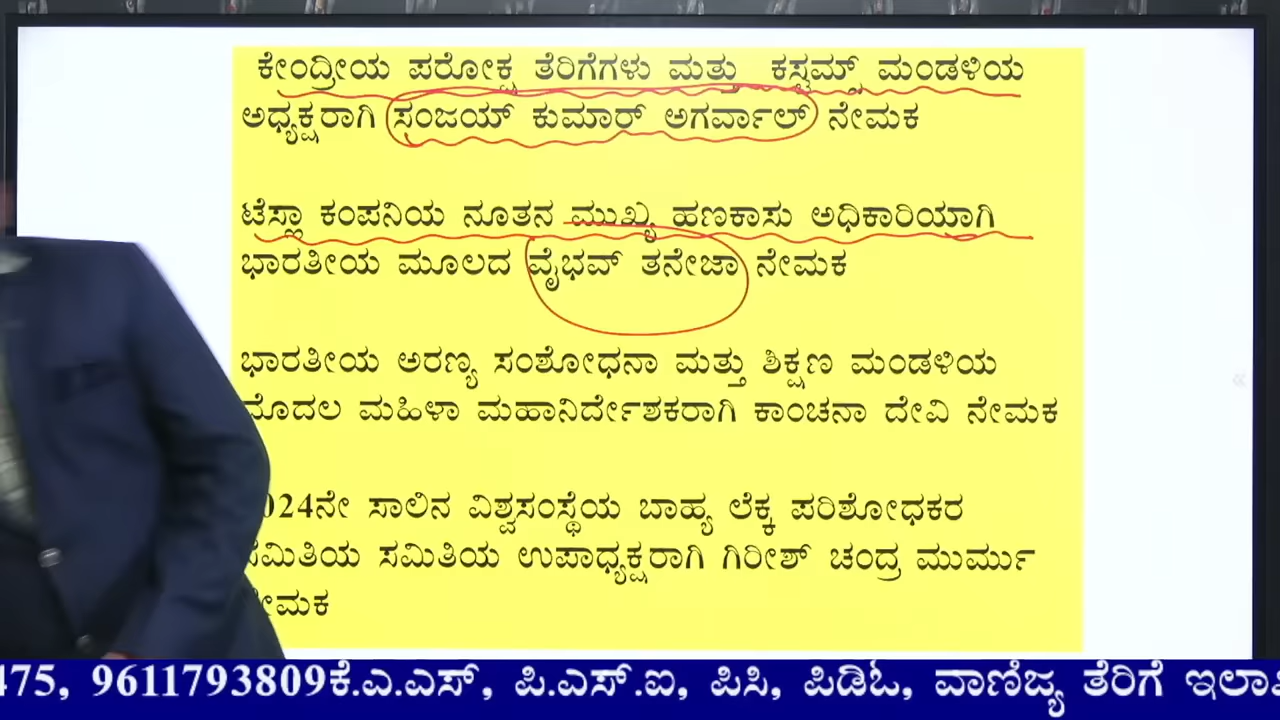 ಕೇಂದ್ರೀಯ ಪರೋಕ್ಷ ತೆರಿಗೆಗಳು ಮತ್ತು ಕಸ್ಟಮ್ಸ್ ಮಂಡಳಿಯ
ಅಧ್ಯಕ್ಷರಾಗಿ ಸಂಜಯ್ ಕುಮಾರ್ ಅಗರ್ವಾಲ್ ನೇಮಕ
ಟೆಸ್ಲಾ ಕಂಪನಿಯ ನೂತನ ಮುಖ್ಯ ಹಣಕಾಸು ಅಧಿಕಾರಿಯಾಗಿ
ಭಾರತೀಯ ಮೂಲದ ವೈಭವ್ ತನೇಜಾ ನೇಮಕ
ಭಾರತೀಯ ಅರಣ್ಯ ಸಂಶೋಧನಾ ಮತ್ತು ಶಿಕ್ಷಣ ಮಂಡಳಿಯ
ಮೊದಲ ಮಹಿಳಾ ಮಹಾನಿರ್ದೇಶಕರಾಗಿ ಕಾಂಚನಾ ದೇವಿ ನೇಮಕ
024ನೇ ಸಾಲಿನ ವಿಶ್ವಸಂಸ್ಥೆಯ ಬಾಹ್ಯ ಲೆಕ್ಕ ಪರಿಶೋಧಕರ
ಸಮಿತಿಯ ಸಮಿತಿಯ ಉಪಾಧ್ಯಕ್ಷರಾಗಿ ಗಿರೀಶ್ ಚಂದ್ರ ಮುರ್ಮು
ನೇಮಕ
475, 9611793809ಕೆ.ಎ.ಎಸ್, ಪಿ.ಎಸ್.ಐ, ಪಿಸಿ, ಪಿಡಿಓ, ವಾಣಿಜ್ಯ ತೆರಿಗೆ